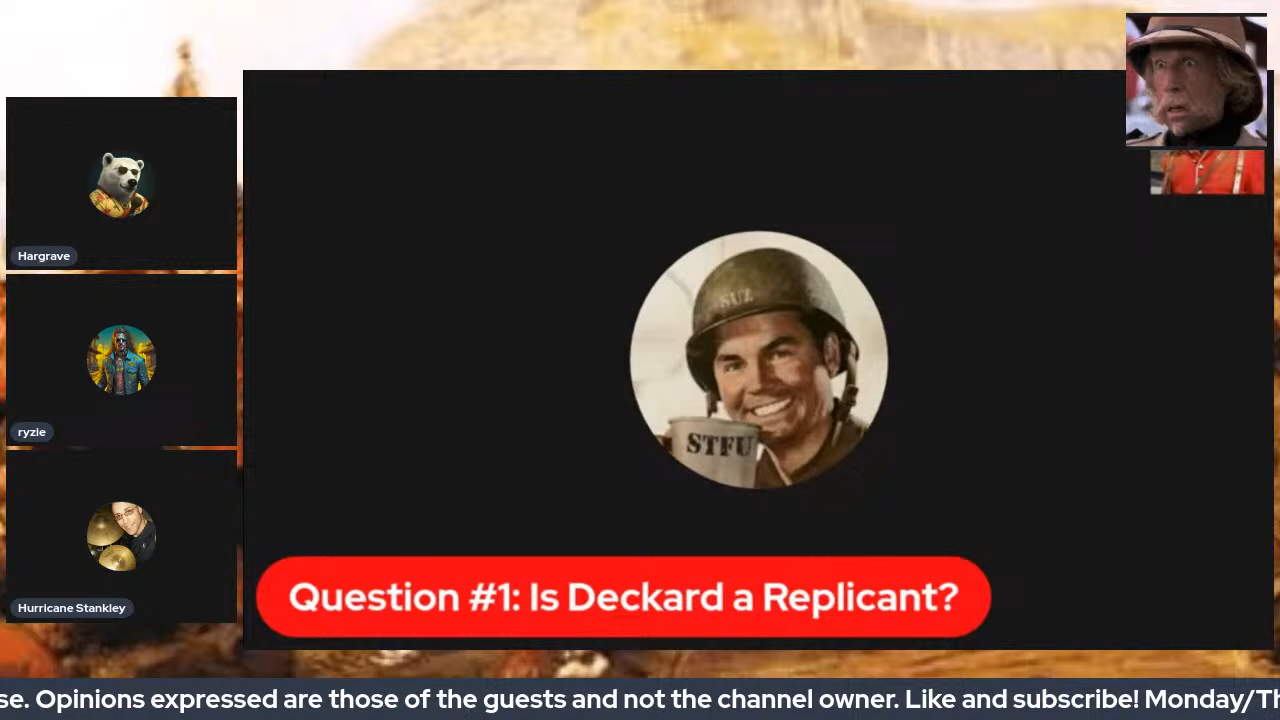 Hargrave
ryzie
Hurricane Stankley
SUZ
STFU
Question #1: Is Deckard a Replicant?
se. Opinions expressed are those of the guests and not the channel owner. Like and subscribe! Monday/Th